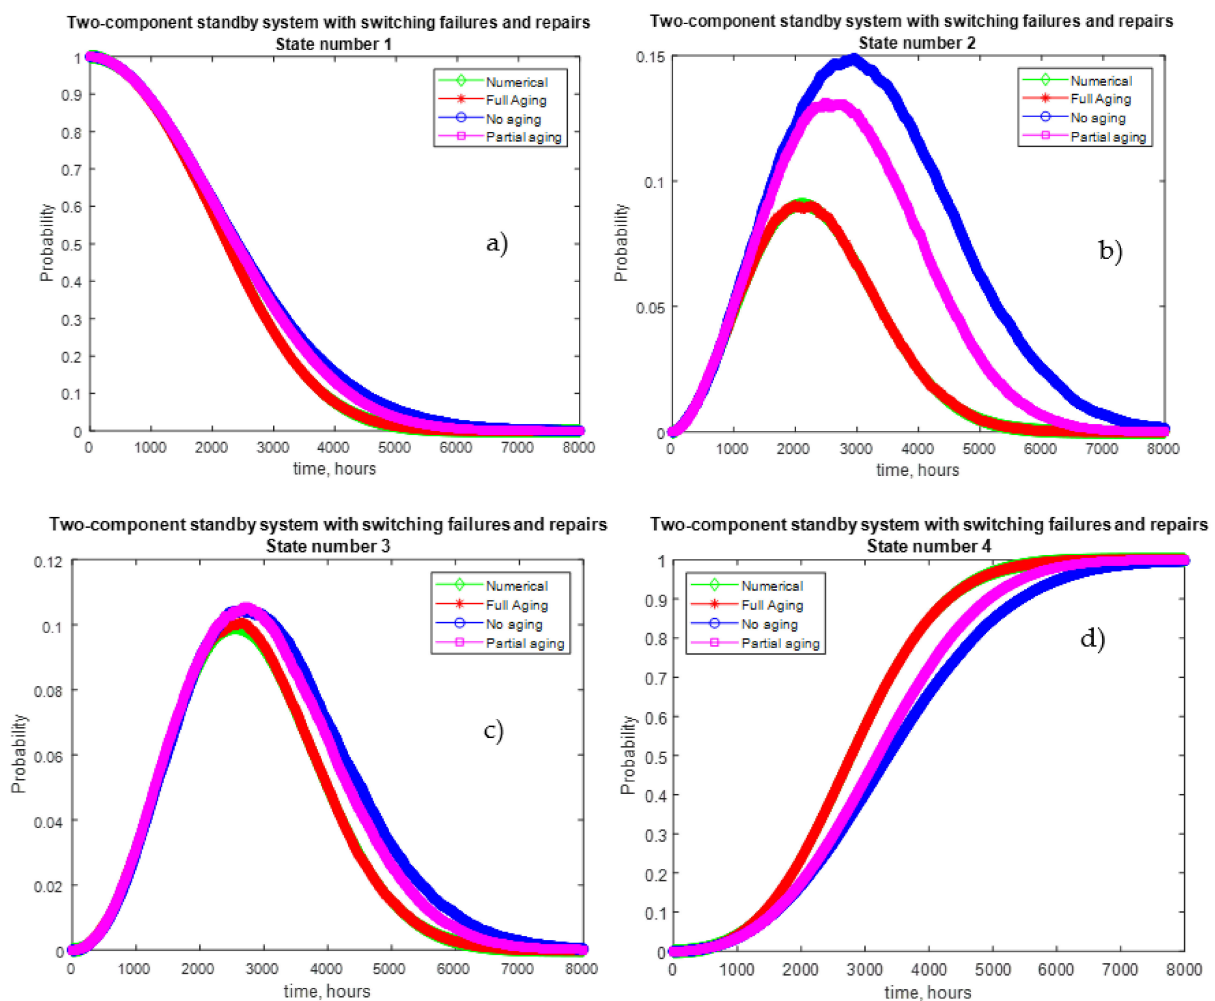 Two-component standby system with switching failures and repairs
State number 1
1
0.9
0.8
0.7
0.6
0.5
0.4
0.3
0.2
0.1
0
Probability
Numerical
Full Aging
No aging
Partial aging
a)
0 1000 2000 3000 4000 5000 6000 7000 8000
time, hours
Two-component standby system with switching failures and repairs
State number 2
0.15
0.1
0.05
0
Probability
Numerical
Full Aging
No aging
Partial aging
b)
0 1000 2000 3000 4000 5000 6000 7000 8000
time, hours
Two-component standby system with switching failures and repairs
State number 3
0.12
0.1
0.08
0.06
0.04
0.02
0
Probability
Numerical
Full Aging
No aging
Partial aging
c)
0 1000 2000 3000 4000 5000 6000 7000 8000
time, hours
Two-component standby system with switching failures and repairs
State number 4
1
0.9
0.8
0.7
0.6
0.5
0.4
0.3
0.2
0.1
0
Probability
Numerical
Full Aging
No aging
Partial aging
d)
0 1000 2000 3000 4000 5000 6000 7000 8000
time, hours